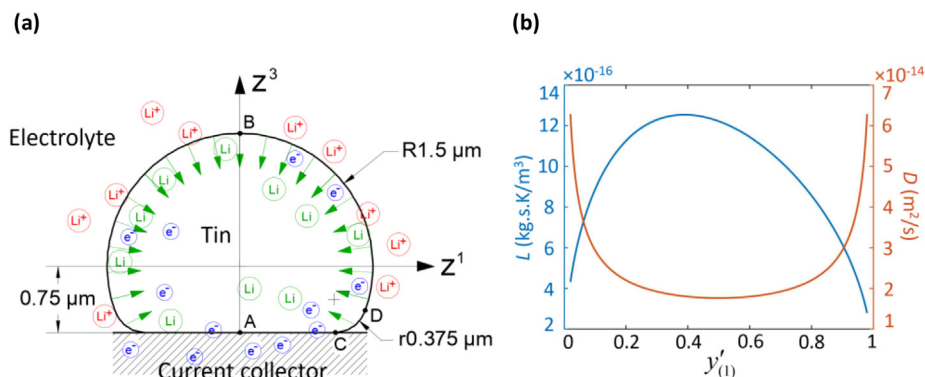 (a)
(b)
z³
Electrolyte
B
R1.5 µm
Li⁺ Li⁺ Li⁺ Li⁺ Li⁺ Li⁺ Li⁺ Li⁺ Li⁺ Li⁺ Li⁺ Li⁺
Li Li Li Li Li Li Li Li Li Li
e⁻ e⁻ e⁻ e⁻ e⁻ e⁻ e⁻ e⁻ e⁻ e⁻ e⁻ e⁻ e⁻
Tin
z¹
0.75 µm
A
D
C
r0.375 µm
Current collector
×10⁻¹⁶
×10⁻¹⁴
14
12
10
8
6
4
2
L (kg.s.K/m³)
7
6
5
4
3
2
1
D (m²/s)
0 0.2 0.4 0.6 0.8 1
y′₍₁₎